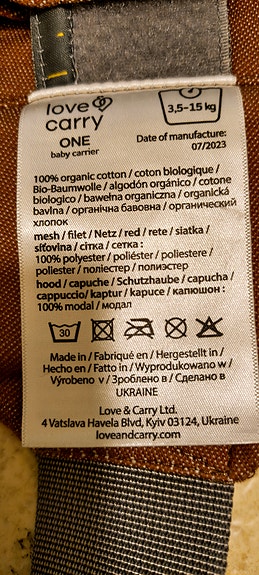 love
carry
ONE
baby carrier
3,5–15 kg
Date of manufacture:
07/2023
100% organic cotton / coton biologique /
Bio-Baumwolle / algodón orgánico / cotone
biologico / bawełna organiczna / organická
bavlna / органічна бавовна / органический
хлопок
mesh / filet / Netz / red / rete / siatka /
síťovina / сітка / сетка :
100% polyester / poliéster / poliestere /
poliester / поліестер / полиэстер
hood / capuche / Schutzhaube / capucha /
cappuccio/ kaptur / kapuce / капюшон :
100% modal / модал
30
Made in / Fabriqué en / Hergestellt in /
Hecho en / Fatto in / Wyprodukowano w /
Výrobeno v / Зроблено в / Сделано в
UKRAINE
Love & Carry Ltd.
4 Vatslava Havela Blvd, Kyiv 03124, Ukraine
loveandcarry.com